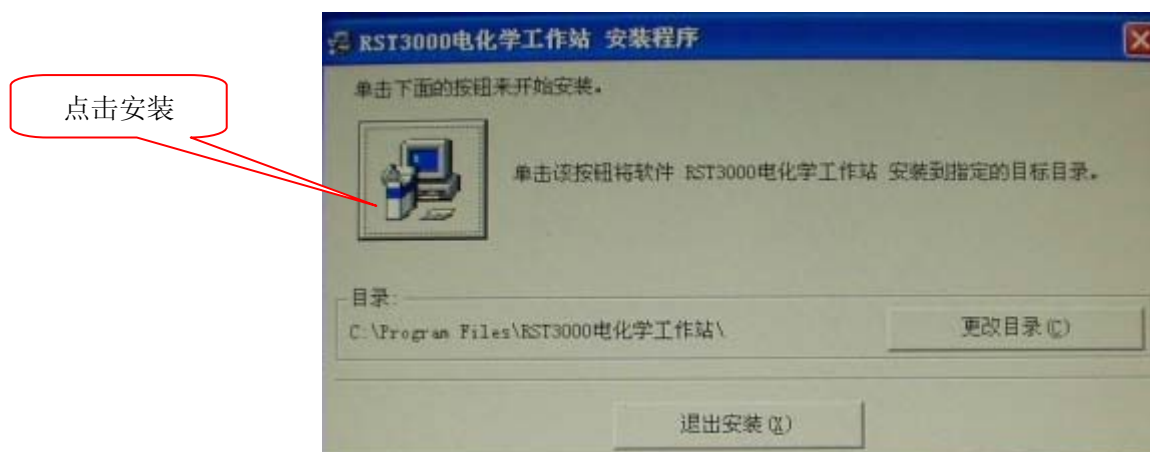 RST3000电化学工作站 安装程序
单击下面的按钮来开始安装。
点击安装
单击该按钮将软件 RST3000电化学工作站 安装到指定的目标目录。
目录:
C:\Program Files\RST3000电化学工作站\
更改目录(C)
退出安装(X)